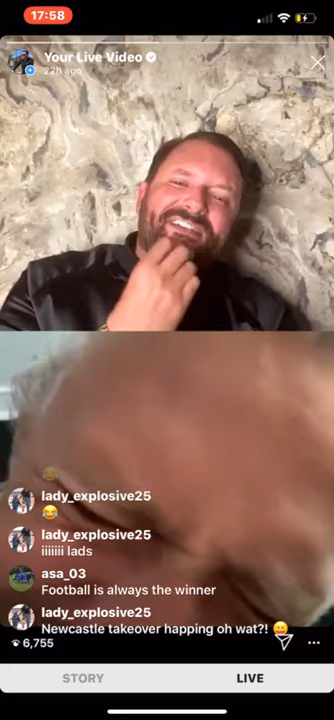 17:58
Your Live Video
22h ago
lady_explosive25
😂
lady_explosive25
iiiiiii lads
asa_03
Football is always the winner
lady_explosive25
Newcastle takeover happing oh wat?! 😛
6,755
STORY LIVE